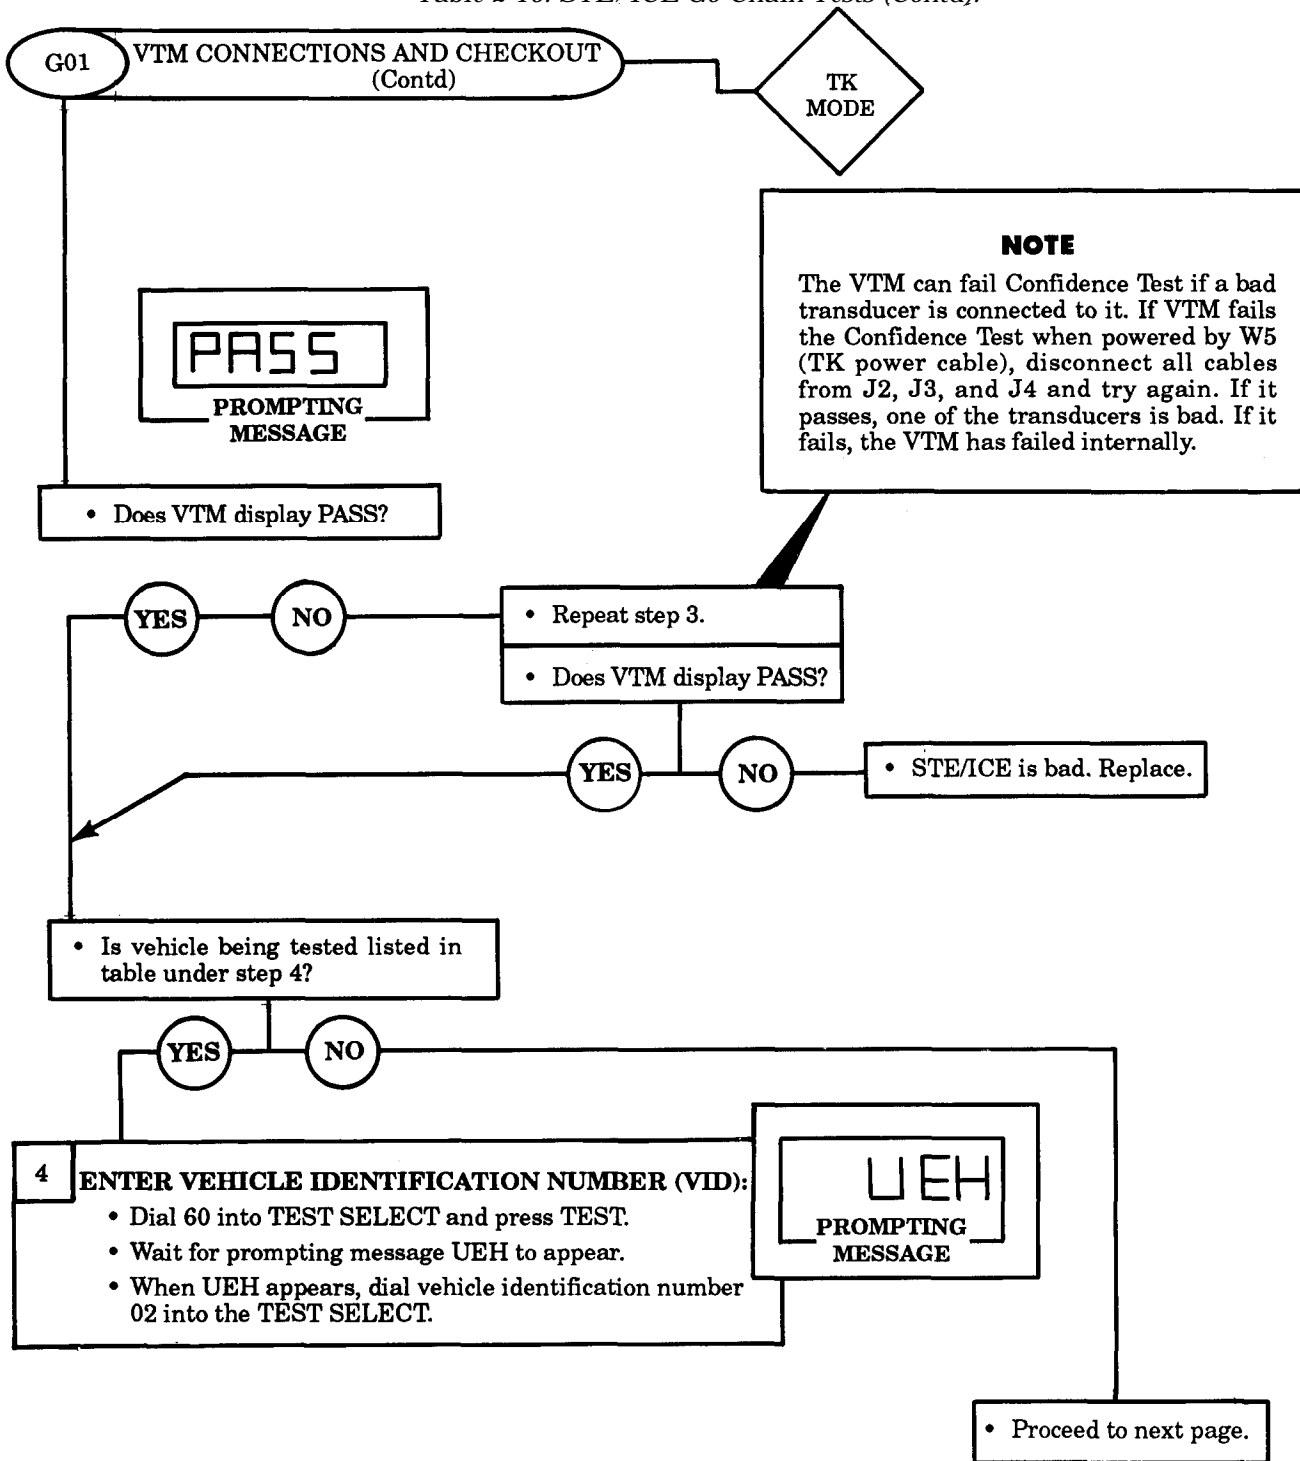 Table 2-10. STE/ICE Go-Chain Tests (Contd).
G01
VTM CONNECTIONS AND CHECKOUT
(Contd)
TK
MODE
NOTE
The VTM can fail Confidence Test if a bad
transducer is connected to it. If VTM fails
the Confidence Test when powered by W5
(TK power cable), disconnect all cables
from J2, J3, and J4 and try again. If it
passes, one of the transducers is bad. If it
fails, the VTM has failed internally.
PASS
PROMPTING
MESSAGE
• Does VTM display PASS?
YES
NO
• Repeat step 3.
• Does VTM display PASS?
YES
NO
• STE/ICE is bad. Replace.
• Is vehicle being tested listed in
table under step 4?
YES
NO
4
ENTER VEHICLE IDENTIFICATION NUMBER (VID):
• Dial 60 into TEST SELECT and press TEST.
• Wait for prompting message UEH to appear.
• When UEH appears, dial vehicle identification number
02 into the TEST SELECT.
UEH
PROMPTING
MESSAGE
• Proceed to next page.